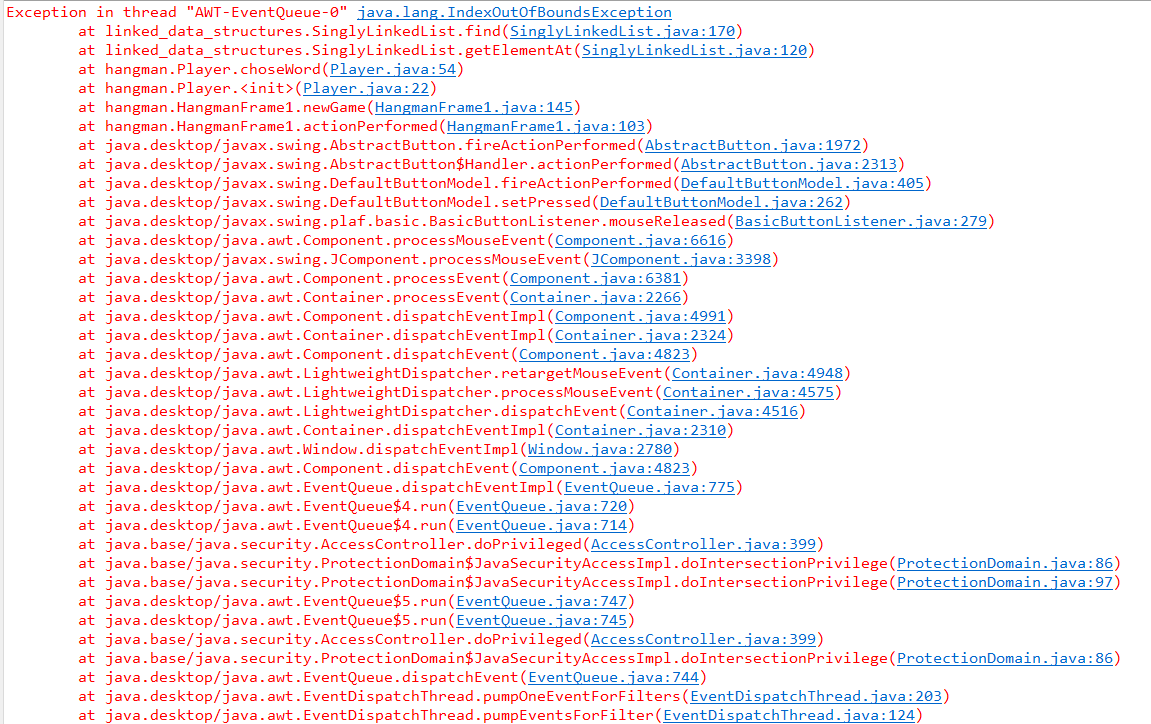 Exception in thread "AWT-EventQueue-0" java.lang.IndexOutOfBoundsException
at linked_data_structures.SinglyLinkedList.find(SinglyLinkedList.java:170)
at linked_data_structures.SinglyLinkedList.getElementAt(SinglyLinkedList.java:120)
at hangman.Player.choseWord(Player.java:54)
at hangman.Player.<init>(Player.java:22)
at hangman.HangmanFrame1.newGame(HangmanFrame1.java:145)
at hangman.HangmanFrame1.actionPerformed(HangmanFrame1.java:103)
at java.desktop/javax.swing.AbstractButton.fireActionPerformed(AbstractButton.java:1972)
at java.desktop/javax.swing.AbstractButton$Handler.actionPerformed(AbstractButton.java:2313)
at java.desktop/javax.swing.DefaultButtonModel.fireActionPerformed(DefaultButtonModel.java:405)
at java.desktop/javax.swing.DefaultButtonModel.setPressed(DefaultButtonModel.java:262)
at java.desktop/javax.swing.plaf.basic.BasicButtonListener.mouseReleased(BasicButtonListener.java:279)
at java.desktop/java.awt.Component.processMouseEvent(Component.java:6616)
at java.desktop/javax.swing.JComponent.processMouseEvent(JComponent.java:3398)
at java.desktop/java.awt.Component.processEvent(Component.java:6381)
at java.desktop/java.awt.Container.processEvent(Container.java:2266)
at java.desktop/java.awt.Component.dispatchEventImpl(Component.java:4991)
at java.desktop/java.awt.Container.dispatchEventImpl(Container.java:2324)
at java.desktop/java.awt.Component.dispatchEvent(Component.java:4823)
at java.desktop/java.awt.LightweightDispatcher.retargetMouseEvent(Container.java:4948)
at java.desktop/java.awt.LightweightDispatcher.processMouseEvent(Container.java:4575)
at java.desktop/java.awt.LightweightDispatcher.dispatchEvent(Container.java:4516)
at java.desktop/java.awt.Container.dispatchEventImpl(Container.java:2310)
at java.desktop/java.awt.Window.dispatchEventImpl(Window.java:2780)
at java.desktop/java.awt.Component.dispatchEvent(Component.java:4823)
at java.desktop/java.awt.EventQueue.dispatchEventImpl(EventQueue.java:775)
at java.desktop/java.awt.EventQueue$4.run(EventQueue.java:720)
at java.desktop/java.awt.EventQueue$4.run(EventQueue.java:714)
at java.base/java.security.AccessController.doPrivileged(AccessController.java:399)
at java.base/java.security.ProtectionDomain$JavaSecurityAccessImpl.doIntersectionPrivilege(ProtectionDomain.java:86)
at java.base/java.security.ProtectionDomain$JavaSecurityAccessImpl.doIntersectionPrivilege(ProtectionDomain.java:97)
at java.desktop/java.awt.EventQueue$5.run(EventQueue.java:747)
at java.desktop/java.awt.EventQueue$5.run(EventQueue.java:745)
at java.base/java.security.AccessController.doPrivileged(AccessController.java:399)
at java.base/java.security.ProtectionDomain$JavaSecurityAccessImpl.doIntersectionPrivilege(ProtectionDomain.java:86)
at java.desktop/java.awt.EventQueue.dispatchEvent(EventQueue.java:744)
at java.desktop/java.awt.EventDispatchThread.pumpOneEventForFilters(EventDispatchThread.java:203)
at java.desktop/java.awt.EventDispatchThread.pumpEventsForFilter(EventDispatchThread.java:124)